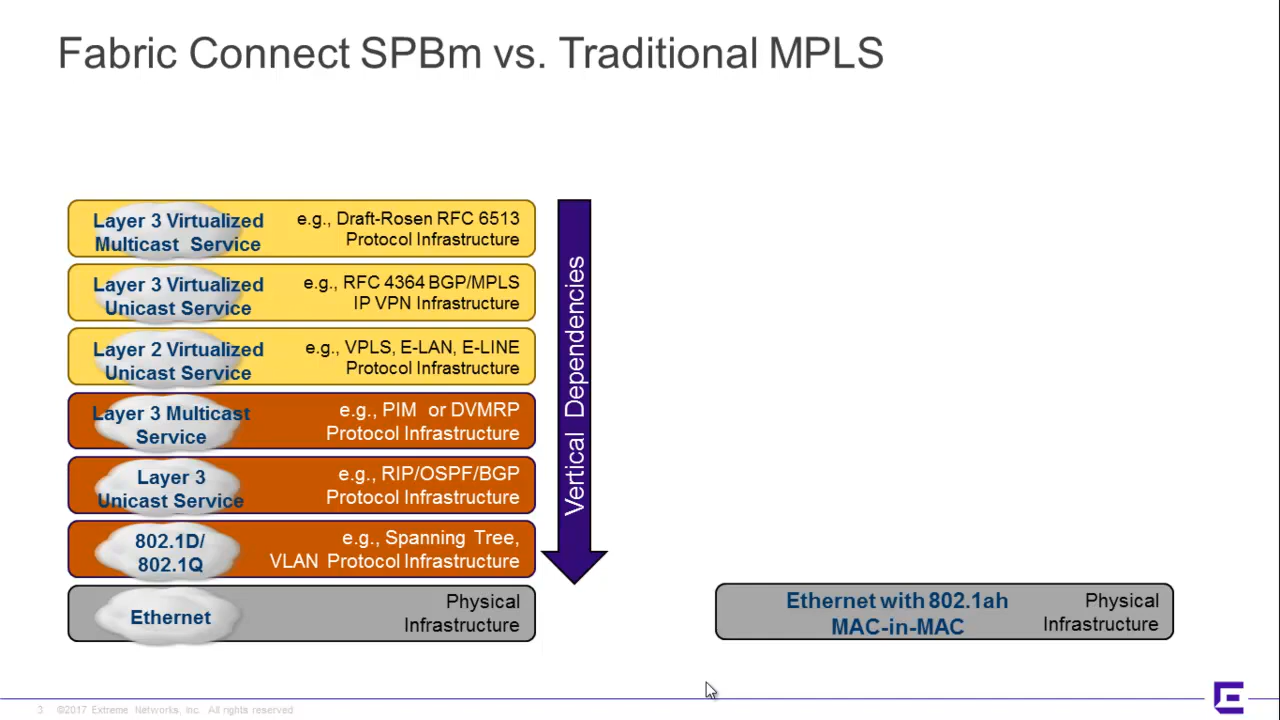 Fabric Connect SPBm vs. Traditional MPLS
Layer 3 Virtualized
Multicast Service
e.g., Draft-Rosen RFC 6513
Protocol Infrastructure
Layer 3 Virtualized
Unicast Service
e.g., RFC 4364 BGP/MPLS
IP VPN Infrastructure
Layer 2 Virtualized
Unicast Service
e.g., VPLS, E-LAN, E-LINE
Protocol Infrastructure
Layer 3 Multicast
Service
e.g., PIM or DVMRP
Protocol Infrastructure
Layer 3
Unicast Service
e.g., RIP/OSPF/BGP
Protocol Infrastructure
802.1D/
802.1Q
e.g., Spanning Tree,
VLAN Protocol Infrastructure
Ethernet
Physical
Infrastructure
Vertical Dependencies
Ethernet with 802.1ah
MAC-in-MAC
Physical
Infrastructure
3 ©2017 Extreme Networks, Inc. All rights reserved